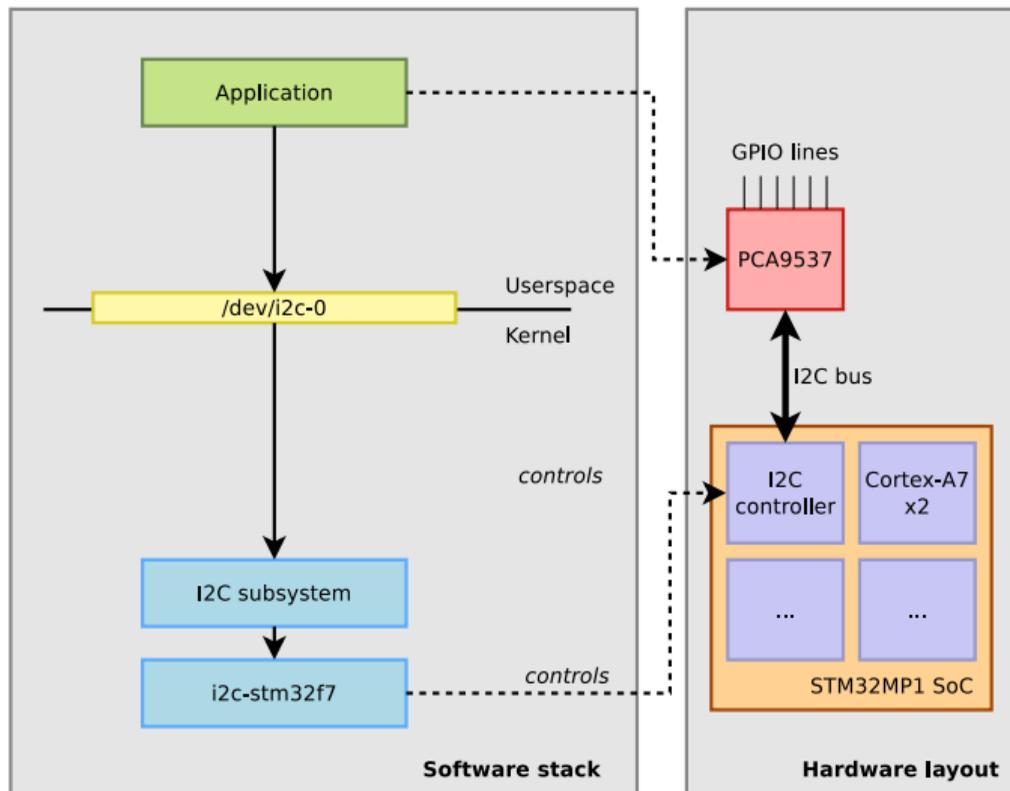 Application
/dev/i2c-0
Userspace
Kernel
controls
I2C subsystem
i2c-stm32f7
controls
Software stack
GPIO lines
PCA9537
I2C bus
I2C
controller
Cortex-A7
x2
...
...
STM32MP1 SoC
Hardware layout